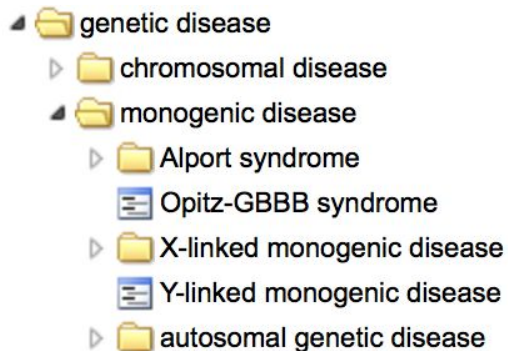 genetic disease
chromosomal disease
monogenic disease
Alport syndrome
Opitz-GBBB syndrome
X-linked monogenic disease
Y-linked monogenic disease
autosomal genetic disease